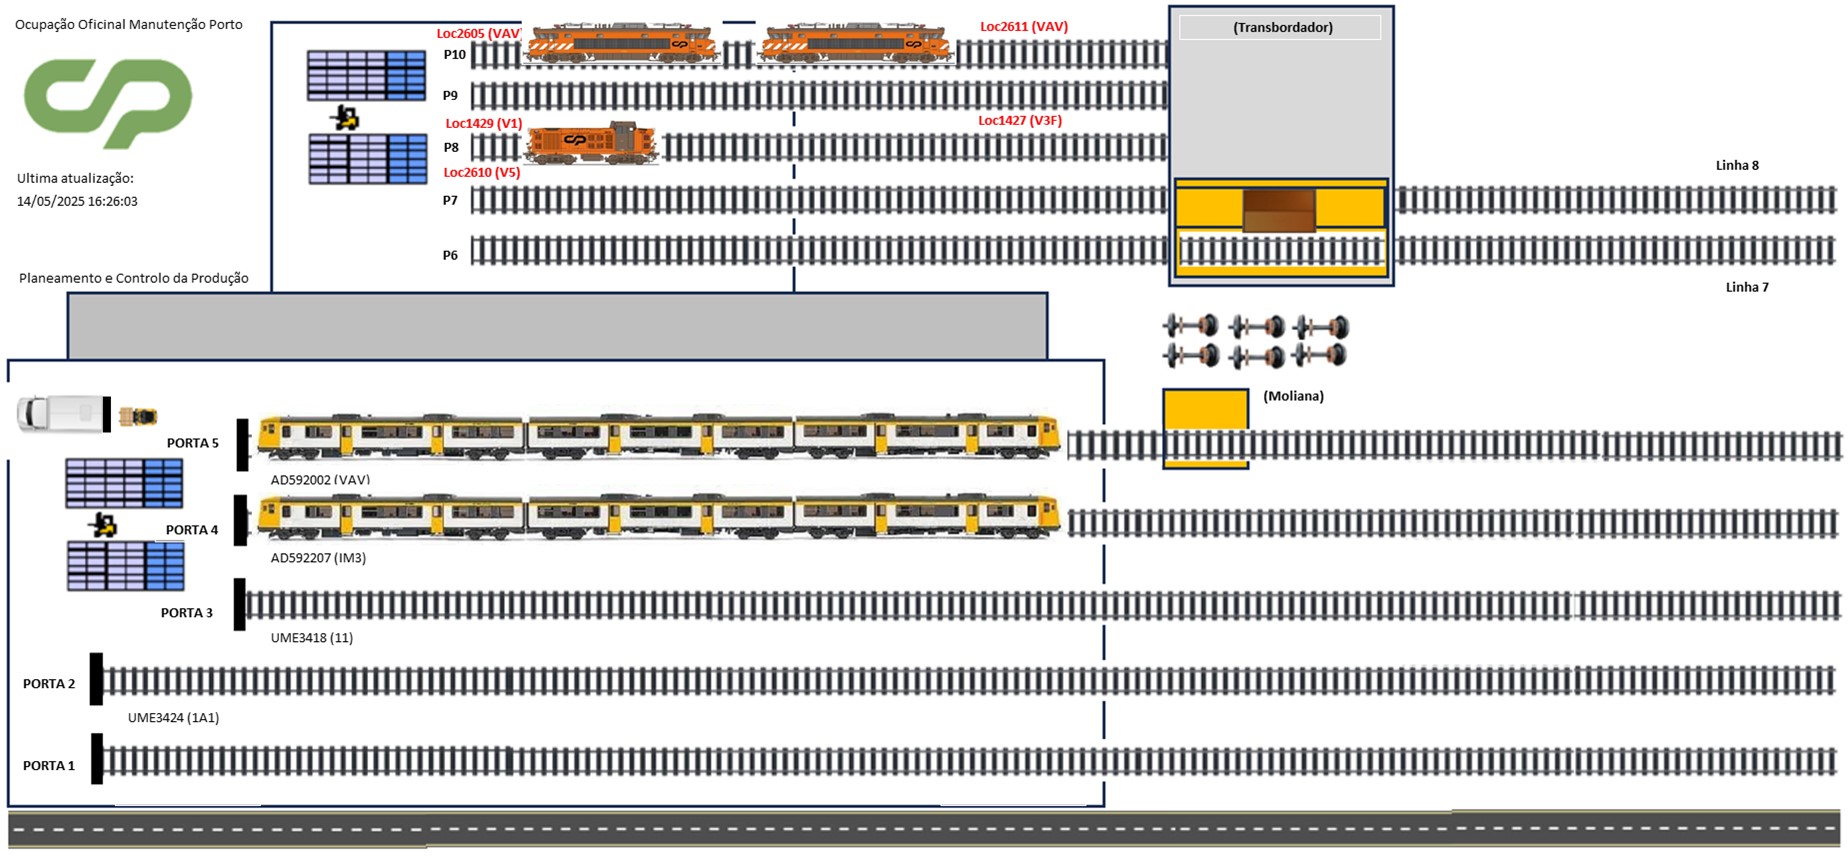 Ocupação Oficinal Manutenção Porto
Loc2605 (VAV)
Loc2611 (VAV)
(Transbordador)
P10
P9
Loc1429 (V1)
Loc1427 (V3F)
P8
Loc2610 (V5)
Linha 8
Ultima atualização:
14/05/2025 16:26:03
P7
P6
Planeamento e Controlo da Produção
Linha 7
(Moliana)
PORTA 5
AD592002 (VAV)
PORTA 4
AD592207 (IM3)
PORTA 3
UME3418 (11)
PORTA 2
UME3424 (1A1)
PORTA 1